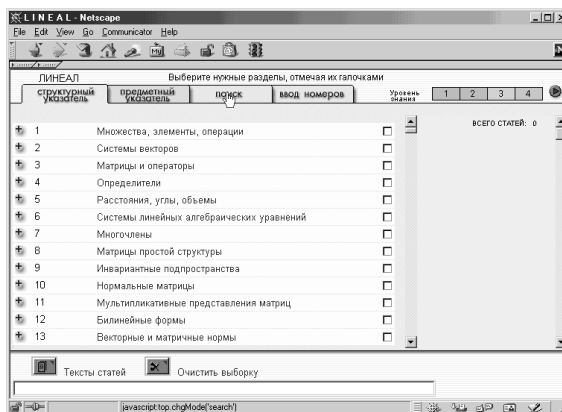 L I N E A L - Netscape
File Edit View Go Communicator Help
My
ЛИНЕАЛ Выберите нужные разделы, отмечая их галочками
структурный указатель предметный указатель поиск ввод номеров Уровень знания 1 2 3 4
ВСЕГО СТАТЕЙ: 0
1 Множества, элементы, операции
2 Системы векторов
3 Матрицы и операторы
4 Определители
5 Расстояния, углы, объемы
6 Системы линейных алгебраических уравнений
7 Многочлены
8 Матрицы простой структуры
9 Инвариантные подпространства
10 Нормальные матрицы
11 Мультипликативные представления матриц
12 Билинейные формы
13 Векторные и матричные нормы
Тексты статей Очистить выборку
javascript:top.chgMode('search')